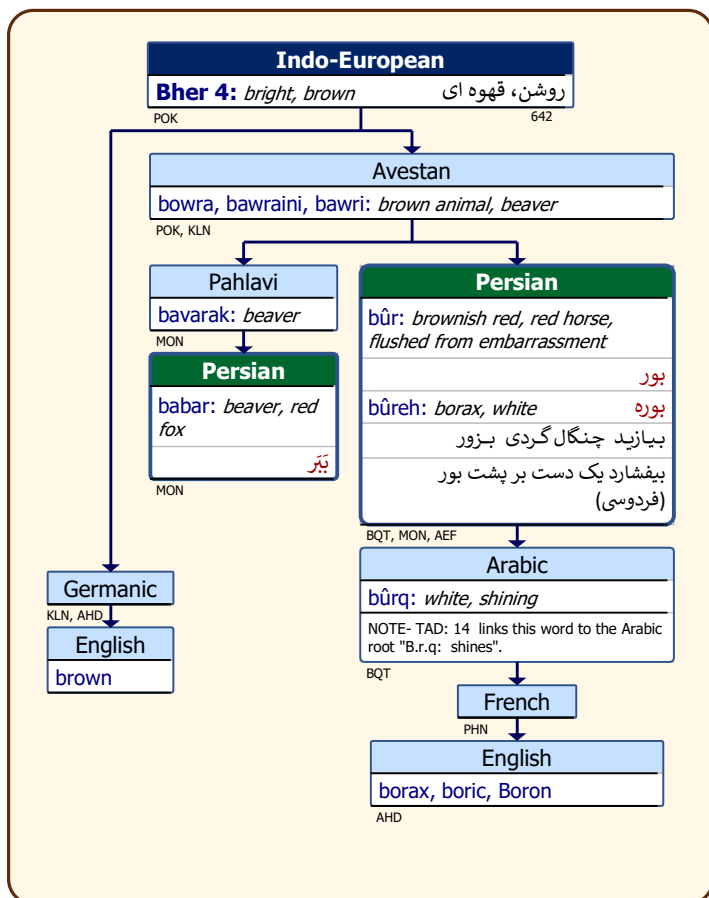 Indo-European
Bher 4: bright, brown روشن، قهوه ای
POK 642
Avestan
bowra, bawraini, bawri: brown animal, beaver
POK, KLN
Pahlavi
bavarak: beaver
MON
Persian
babar: beaver, red
fox
بَبَر
MON
Persian
bûr: brownish red, red horse,
flushed from embarrassment
بور
bûreh: borax, white بوره
بیازید چنگال گردی بزور
بیفشارد یک دست بر پشت بور
(فردوسی)
BQT, MON, AEF
Germanic
KLN, AHD
English
brown
Arabic
bûrq: white, shining
NOTE- TAD: 14 links this word to the Arabic
root "B.r.q: shines".
BQT
French
PHN
English
borax, boric, Boron
AHD